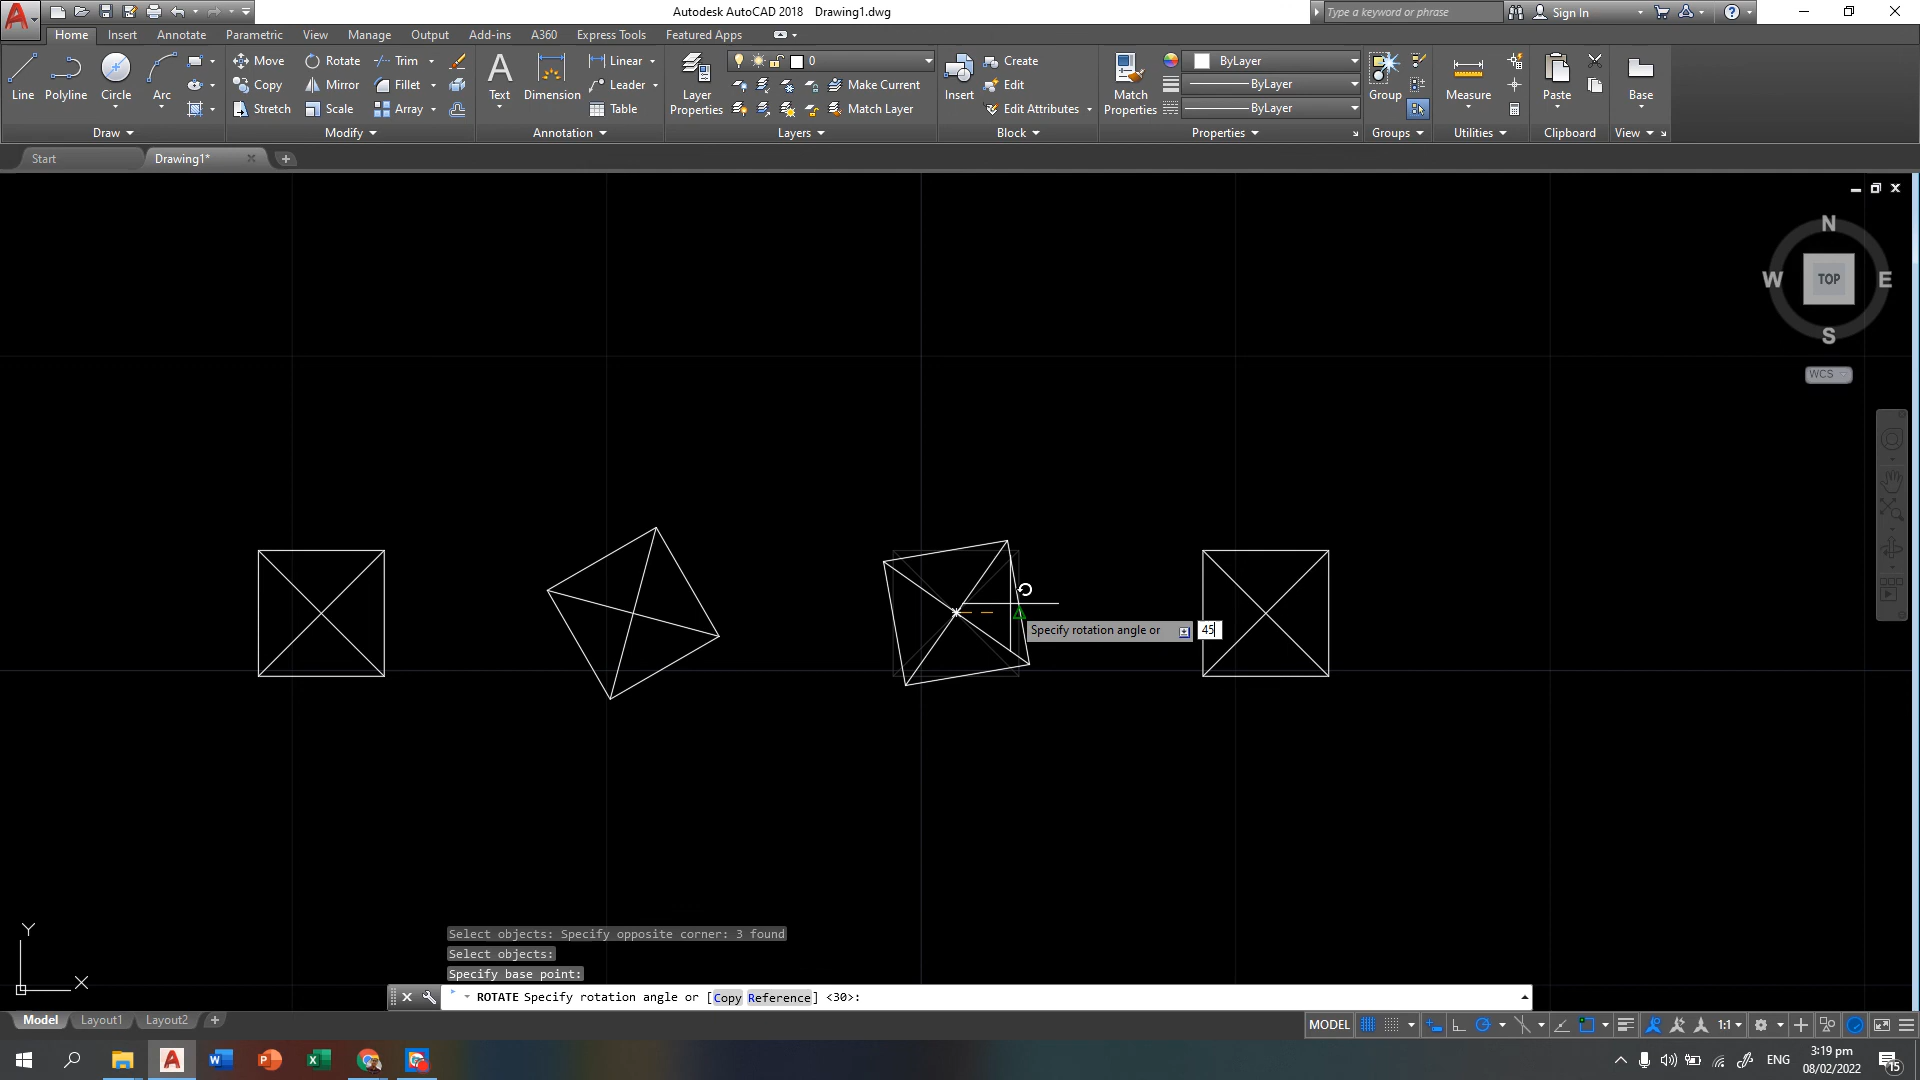 Autodesk AutoCAD 2018 Drawing1.dwg
Type a keyword or phrase
Sign In
Home Insert Annotate Parametric View Manage Output Add-ins A360 Express Tools Featured Apps
Line Polyline Circle Arc
Move Rotate Trim
Copy Mirror Fillet
Stretch Scale Array
Text Dimension
Linear
Leader
Table
Layer Properties
0
Make Current
Match Layer
Insert
Create
Edit
Edit Attributes
Match Properties
ByLayer
ByLayer
ByLayer
Group
Measure
Paste
Base
Draw Modify Annotation Layers Block Properties Groups Utilities Clipboard View
Start Drawing1*
N
W TOP E
S
WCS
Specify rotation angle or 45
Y
X
Select objects: Specify opposite corner: 3 found
Select objects:
Specify base point:
ROTATE Specify rotation angle or [Copy Reference] <30>:
Model Layout1 Layout2
MODEL 1:1
ENG
3:19 pm
08/02/2022
15